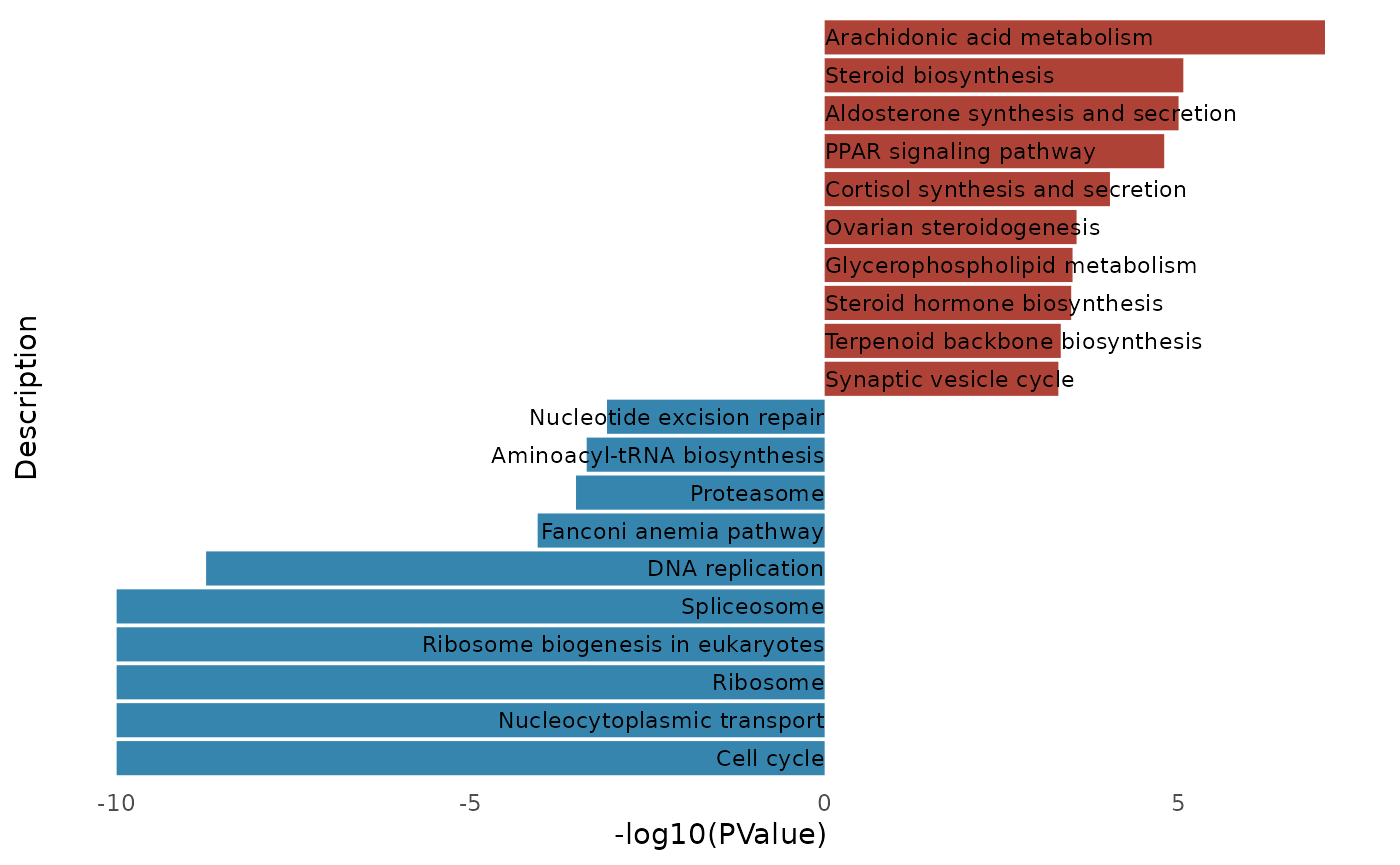 Arachidonic acid metabolism
Steroid biosynthesis
Aldosterone synthesis and secretion
PPAR signaling pathway
Cortisol synthesis and secretion
Ovarian steroidogenesis
Glycerophospholipid metabolism
Steroid hormone biosynthesis
Terpenoid backbone biosynthesis
Synaptic vesicle cycle
Nucleotide excision repair
Aminoacyl-tRNA biosynthesis
Proteasome
Fanconi anemia pathway
DNA replication
Spliceosome
Ribosome biogenesis in eukaryotes
Ribosome
Nucleocytoplasmic transport
Cell cycle
Description
-10 -5 0 5
-log10(PValue)